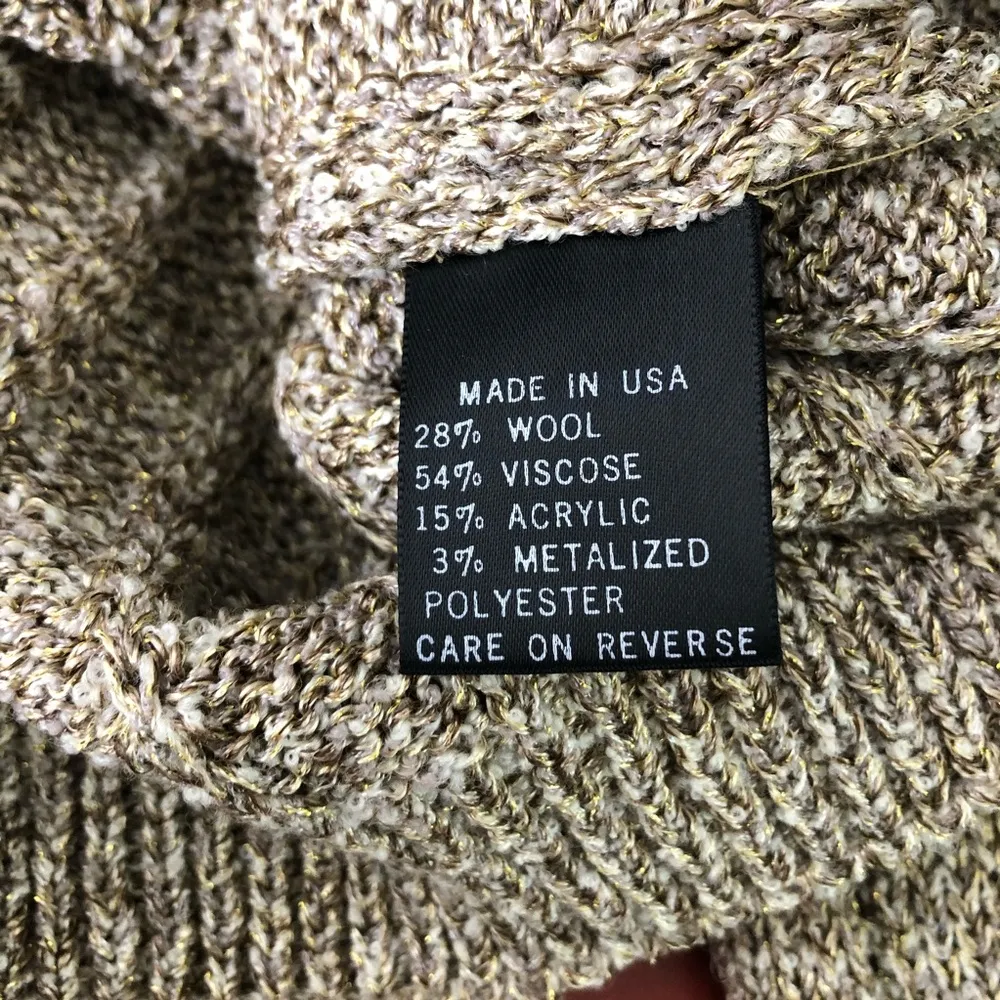 MADE IN USA
28% WOOL
54% VISCOSE
15% ACRYLIC
3% METALIZED
POLYESTER
CARE ON REVERSE